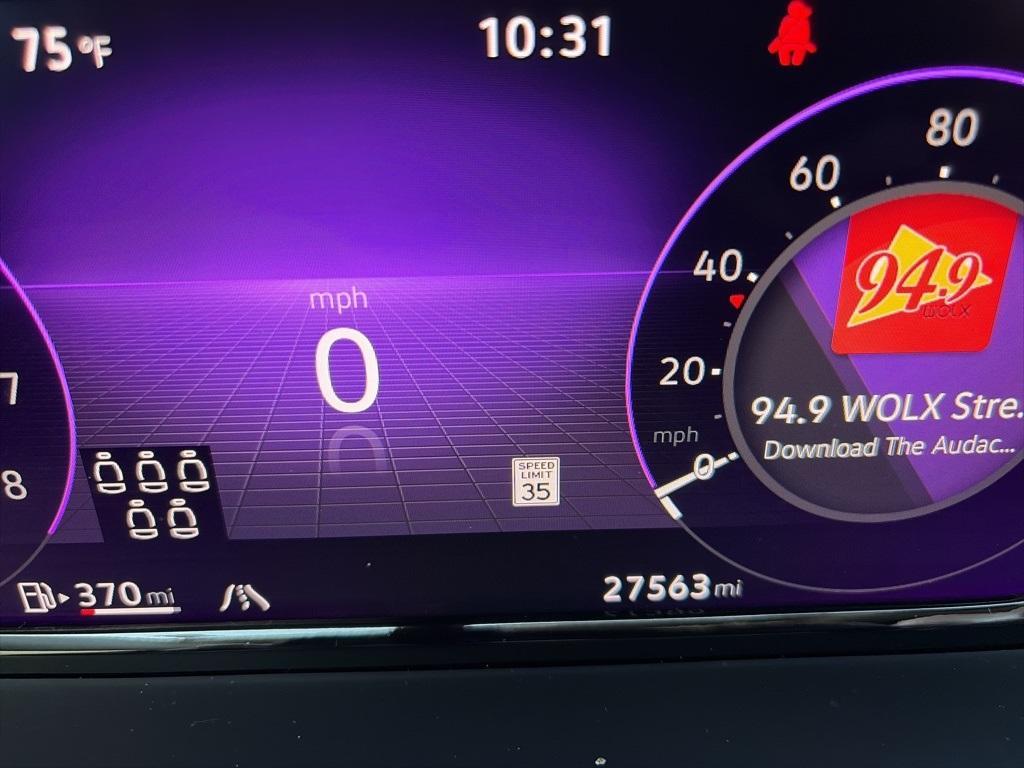 75 °F
10:31
80
60
40
20
0
mph
mph
0
94.9
WOLX
94.9 WOLX Stre...
Download The Audac...
7
8
SPEED
LIMIT
35
370 mi
27563 mi